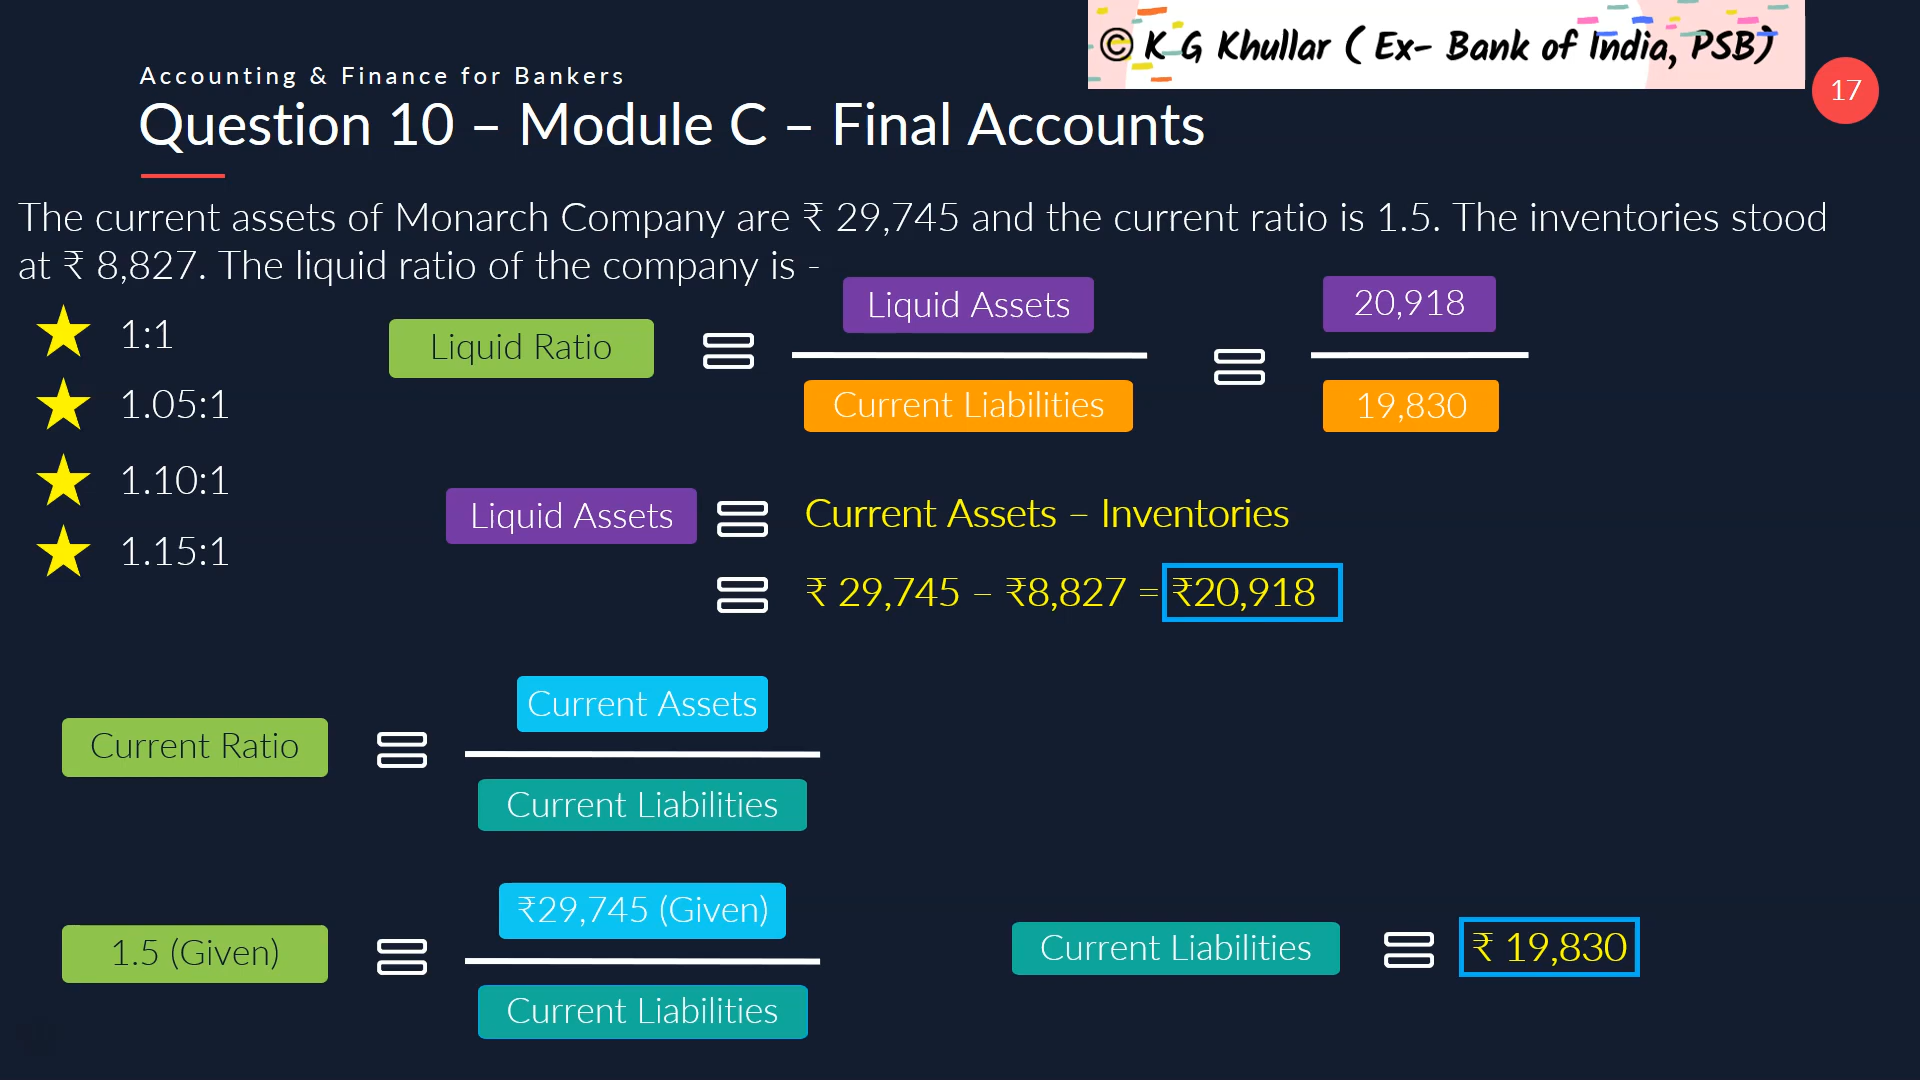 © K G Khullar ( Ex- Bank of India, PSB)
17
Accounting & Finance for Bankers
Question 10 – Module C – Final Accounts
The current assets of Monarch Company are ₹ 29,745 and the current ratio is 1.5. The inventories stood
at ₹ 8,827. The liquid ratio of the company is -
1:1
1.05:1
1.10:1
1.15:1
Liquid Ratio
=
Liquid Assets
Current Liabilities
=
20,918
19,830
Liquid Assets
=
Current Assets – Inventories
=
₹ 29,745 – ₹8,827 = ₹20,918
Current Ratio
=
Current Assets
Current Liabilities
1.5 (Given)
=
₹29,745 (Given)
Current Liabilities
Current Liabilities
=
₹ 19,830